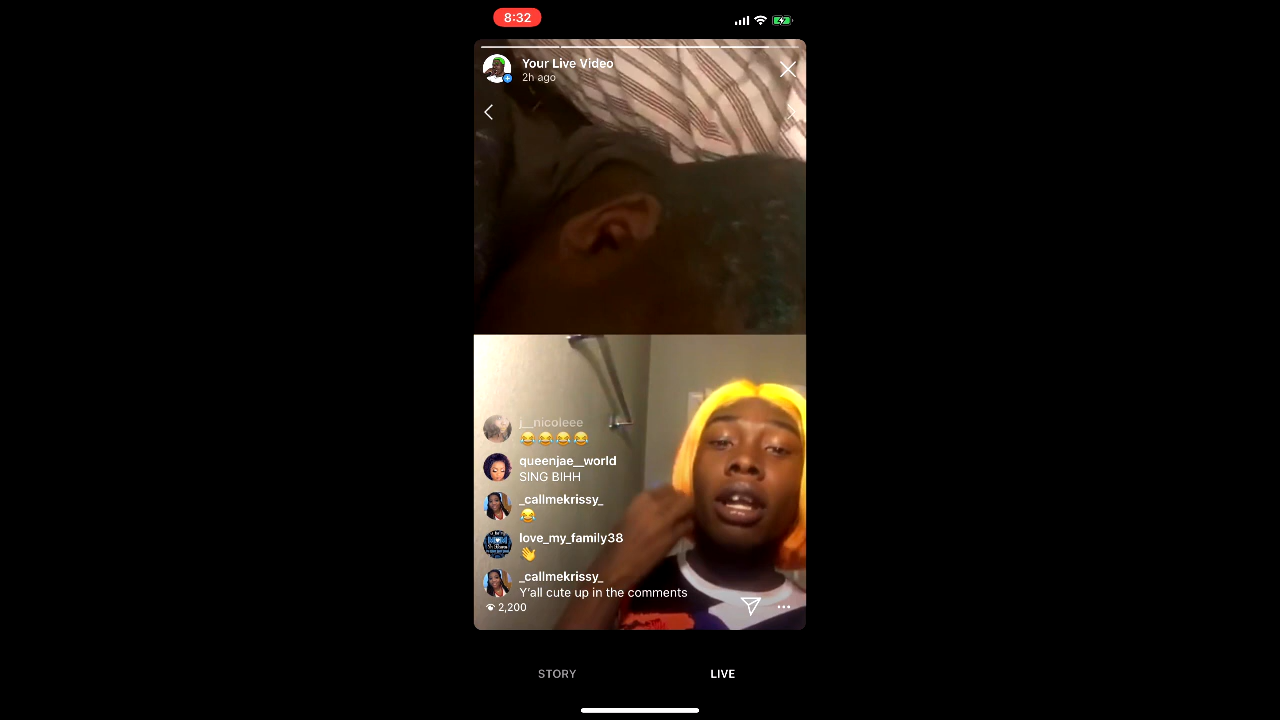 8:32
Your Live Video
2h ago
j__nicoleee
😂😂😂😂
queenjae__world
SING BIHH
_callmekrissy_
😂
love_my_family38
👋
_callmekrissy_
Y'all cute up in the comments
2,200
STORY
LIVE